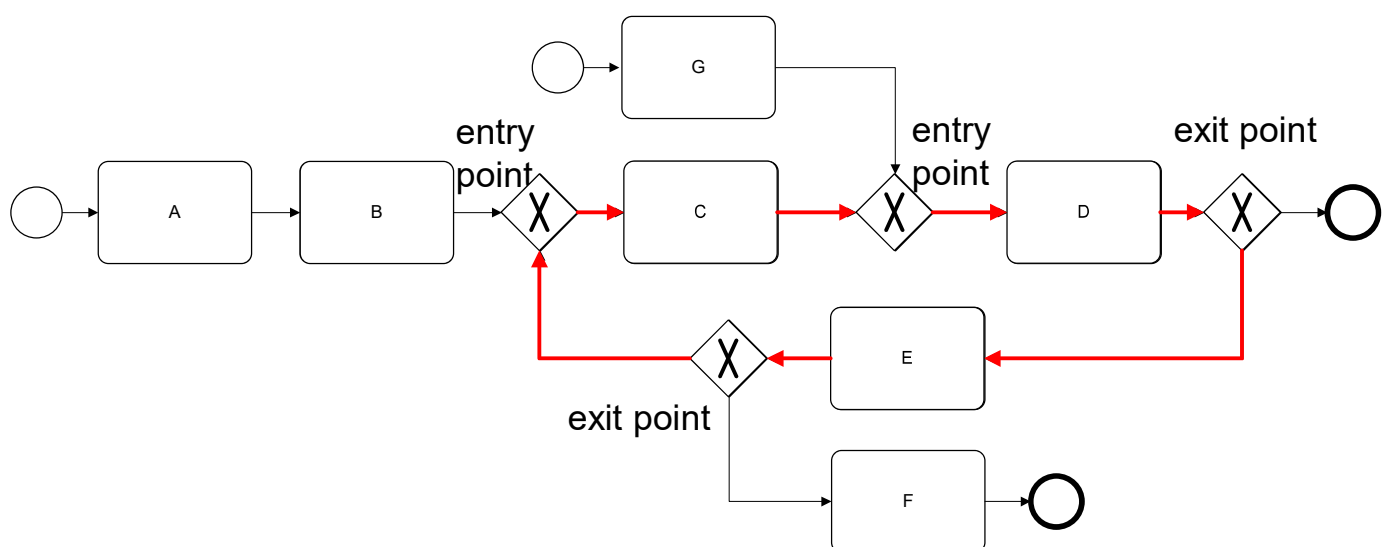 G
entry
point
entry
point
exit point
A
B
X
C
X
D
X
X
E
exit point
F